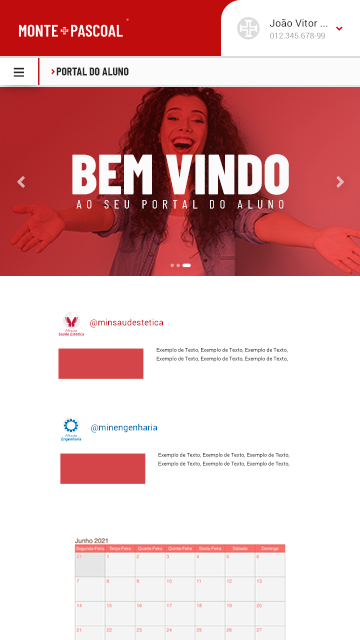 MONTE PASCOAL
João Vitor ...
012.345.678-99
PORTAL DO ALUNO
BEM VINDO
AO SEU PORTAL DO ALUNO
@minsaudestetica
Exemplo de Texto, Exemplo de Texto, Exemplo de Texto,
Exemplo de Texto, Exemplo de Texto. Exemplo de Texto,
@minengenharia
Engenharia
Exemplo de Texto, Exemplo de Texto, Exemplo de Texto,
Exemplo de Texto, Exemplo de Texto, Exemplo de Texto,
Junho 2021
Segunda-Feira Terça-Feira Quarta-Feira Quinta-Feira Sexta-Feira Sábado Domingo
31 1 2 3 4 5 6
7 8 9 10 11 12 13
14 15 16 17 18 19 20
21 22 23 24 25 26 27